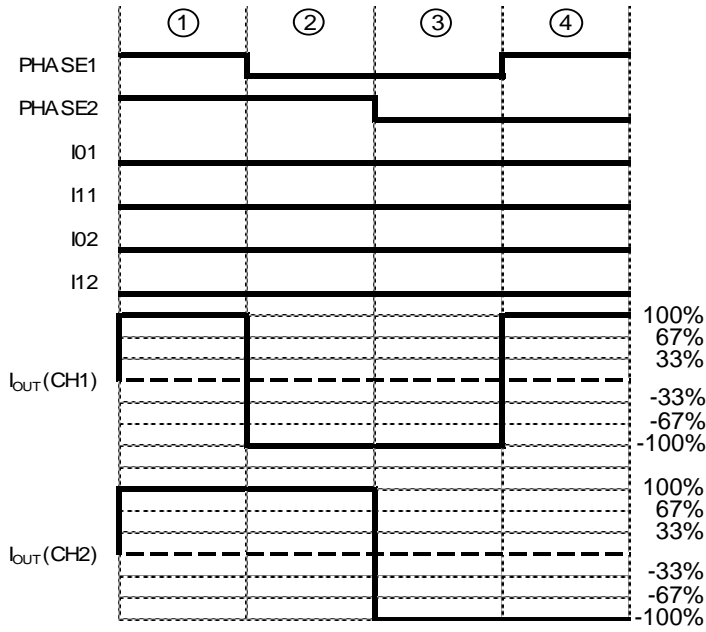 ① ② ③ ④
PHASE1
PHASE2
I01
I11
I02
I12
100%
67%
33%
IOUT(CH1)
-33%
-67%
-100%
100%
67%
33%
IOUT(CH2)
-33%
-67%
-100%